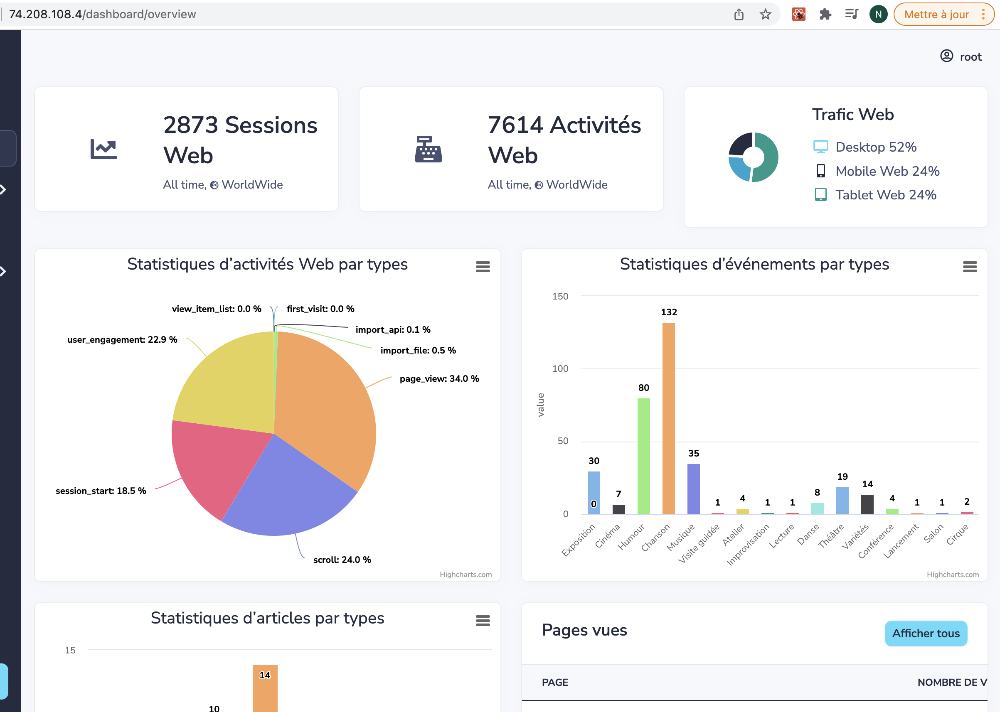 74.208.108.4/dashboard/overview
N
Mettre à jour
root
2873 Sessions
Web
All time, WorldWide
7614 Activités
Web
All time, WorldWide
Trafic Web
Desktop 52%
Mobile Web 24%
Tablet Web 24%
Statistiques d’activités Web par types
view_item_list: 0.0 %
first_visit: 0.0 %
import_api: 0.1 %
user_engagement: 22.9 %
import_file: 0.5 %
page_view: 34.0 %
session_start: 18.5 %
scroll: 24.0 %
Highcharts.com
Statistiques d’événements par types
150
100
50
0
value
30
0
7
80
132
35
1
4
1
1
8
19
14
4
1
1
2
Exposition
Cinéma
Humour
Chanson
Musique
Visite guidée
Atelier
Improvisation
Lecture
Danse
Théâtre
Variétés
Conférence
Lancement
Salon
Cirque
Highcharts.com
Statistiques d’articles par types
15
14
10
Pages vues
Afficher tous
PAGE
NOMBRE DE V